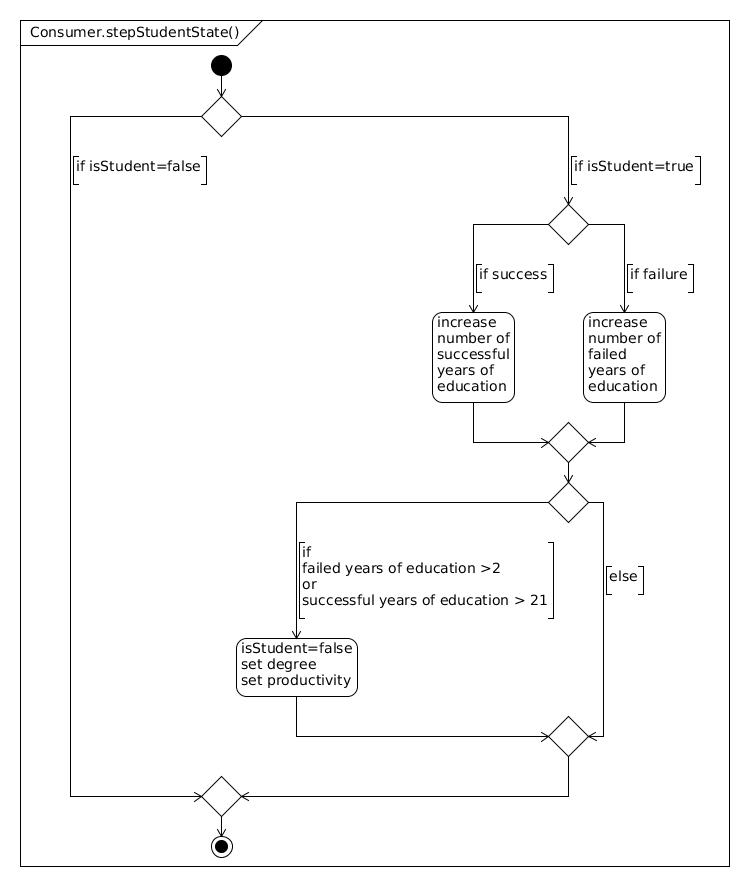 Consumer.stepStudentState()
if isStudent=false
if isStudent=true
if success
if failure
increase
number of
successful
years of
education
increase
number of
failed
years of
education
if
failed years of education >2
or
successful years of education > 21
else
isStudent=false
set degree
set productivity